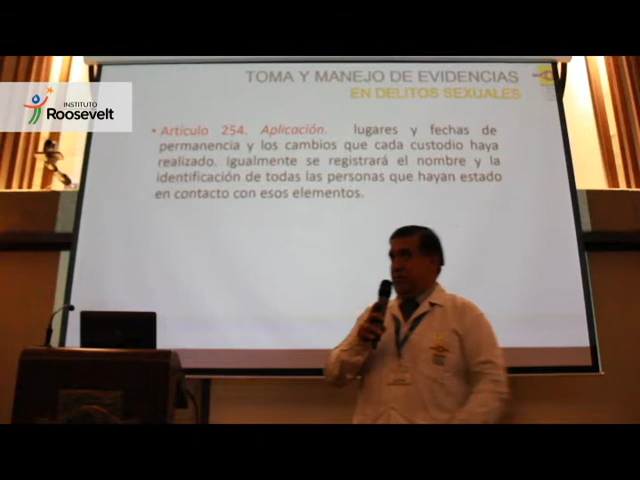 INSTITUTO
Roosevelt
TOMA Y MANEJO DE EVIDENCIAS
EN DELITOS SEXUALES
• Artículo 254. Aplicación. lugares y fechas de
permanencia y los cambios que cada custodio haya
realizado. Igualmente se registrará el nombre y la
identificación de todas las personas que hayan estado
en contacto con esos elementos.